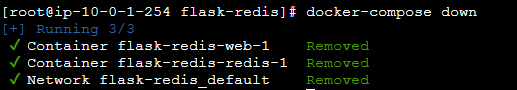 [root@ip-10-0-1-254 flask-redis]# docker-compose down
[+] Running 3/3
✔ Container flask-redis-web-1 Removed
✔ Container flask-redis-redis-1 Removed
✔ Network flask-redis_default Removed